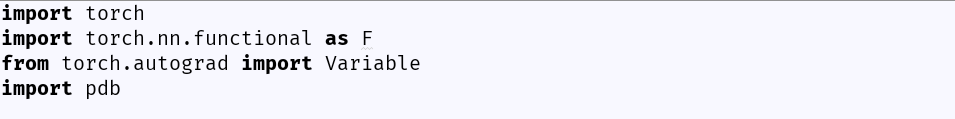 import torch
import torch.nn.functional as F
from torch.autograd import Variable
import pdb